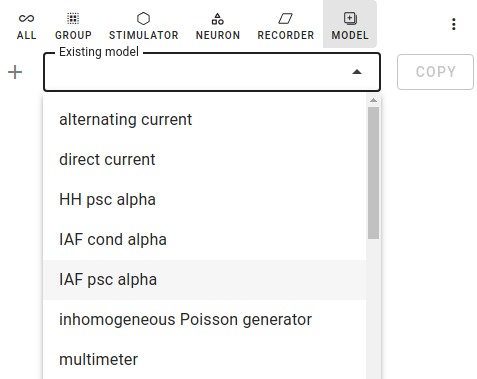 ALL GROUP STIMULATOR NEURON RECORDER MODEL
Existing model
COPY
alternating current
direct current
HH psc alpha
IAF cond alpha
IAF psc alpha
inhomogeneous Poisson generator
multimeter